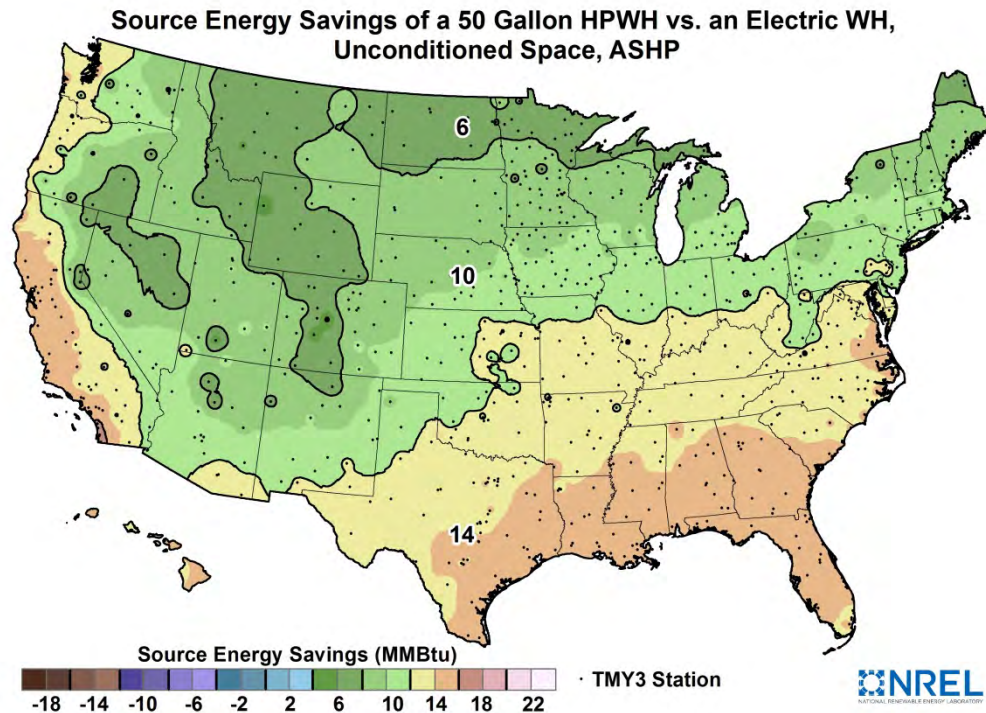 Source Energy Savings of a 50 Gallon HPWH vs. an Electric WH,
Unconditioned Space, ASHP
6
10
14
Source Energy Savings (MMBtu)
-18 -14 -10 -6 -2 2 6 10 14 18 22
· TMY3 Station
NREL
NATIONAL RENEWABLE ENERGY LABORATORY